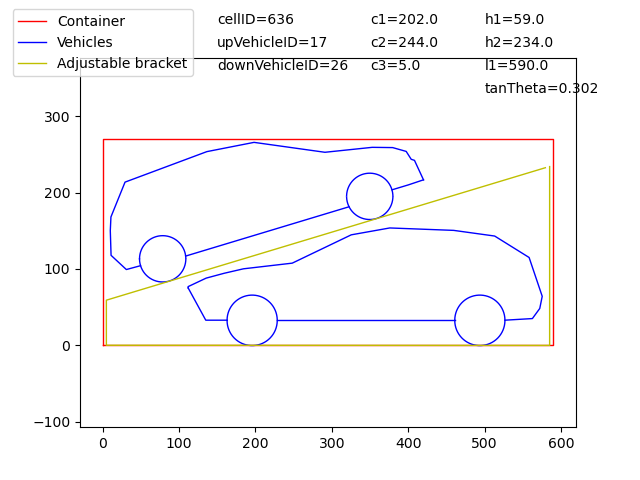 Container
Vehicles
Adjustable bracket
cellID=636
c1=202.0
h1=59.0
upVehicleID=17
c2=244.0
h2=234.0
downVehicleID=26
c3=5.0
l1=590.0
tanTheta=0.302
300
200
100
0
−100
0
100
200
300
400
500
600